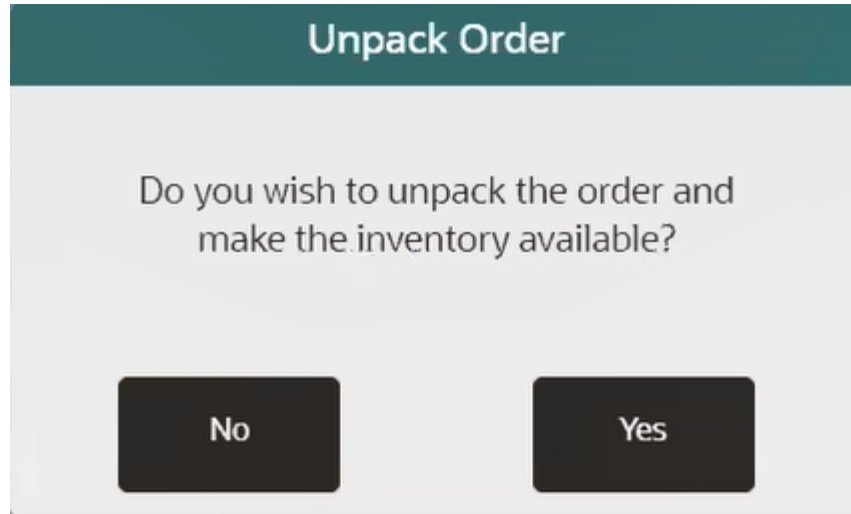 Unpack Order
Do you wish to unpack the order and
make the inventory available?
No
Yes